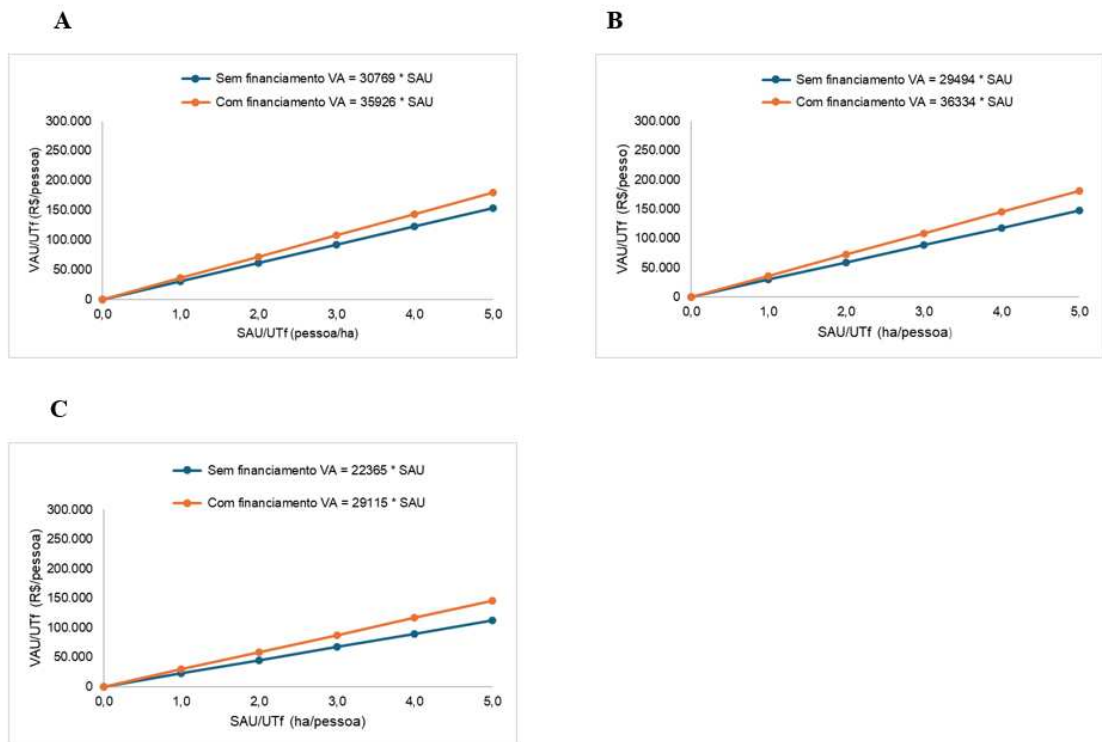 A
Sem financiamento VA = 30769 * SAU
Com financiamento VA = 35926 * SAU
300.000
250.000
200.000
150.000
100.000
50.000
0
VAU/UTf (R$/pessoa)
0,0 1,0 2,0 3,0 4,0 5,0
SAU/UTf (pessoa/ha)
B
Sem financiamento VA = 29494 * SAU
Com financiamento VA = 36334 * SAU
300.000
250.000
200.000
150.000
100.000
50.000
0
VAU/UTf (R$/pesso)
0,0 1,0 2,0 3,0 4,0 5,0
SAU/UTf (ha/pessoa)
C
Sem financiamento VA = 22365 * SAU
Com financiamento VA = 29115 * SAU
300.000
250.000
200.000
150.000
100.000
50.000
0
VAU/UTf (R$/pessoa)
0,0 1,0 2,0 3,0 4,0 5,0
SAU/UTf (ha/pessoa)